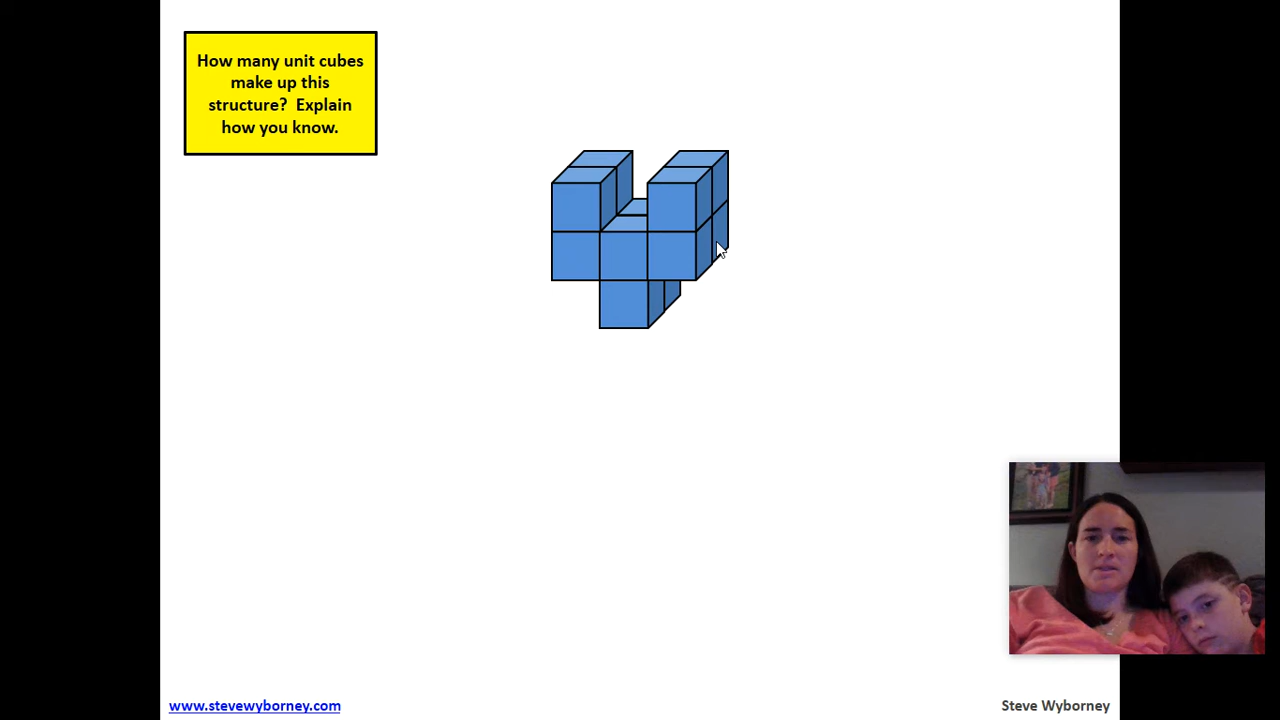 How many unit cubes
make up this
structure? Explain
how you know.
www.stevewyborney.com
Steve Wyborney